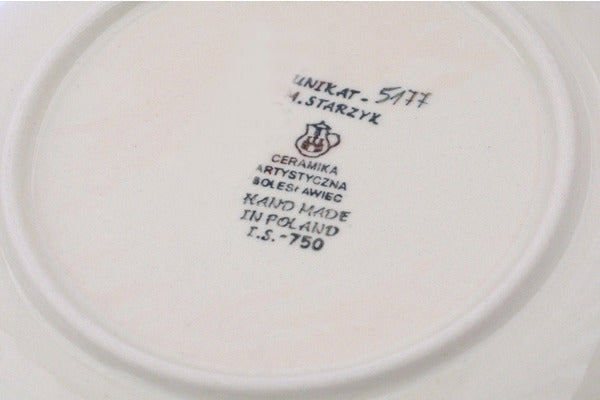 UNIKAT - 5177
M. STARZYK
CERAMIKA
ARTYSTYCZNA
BOLESŁAWIEC
HAND MADE
IN POLAND
I.S.-750